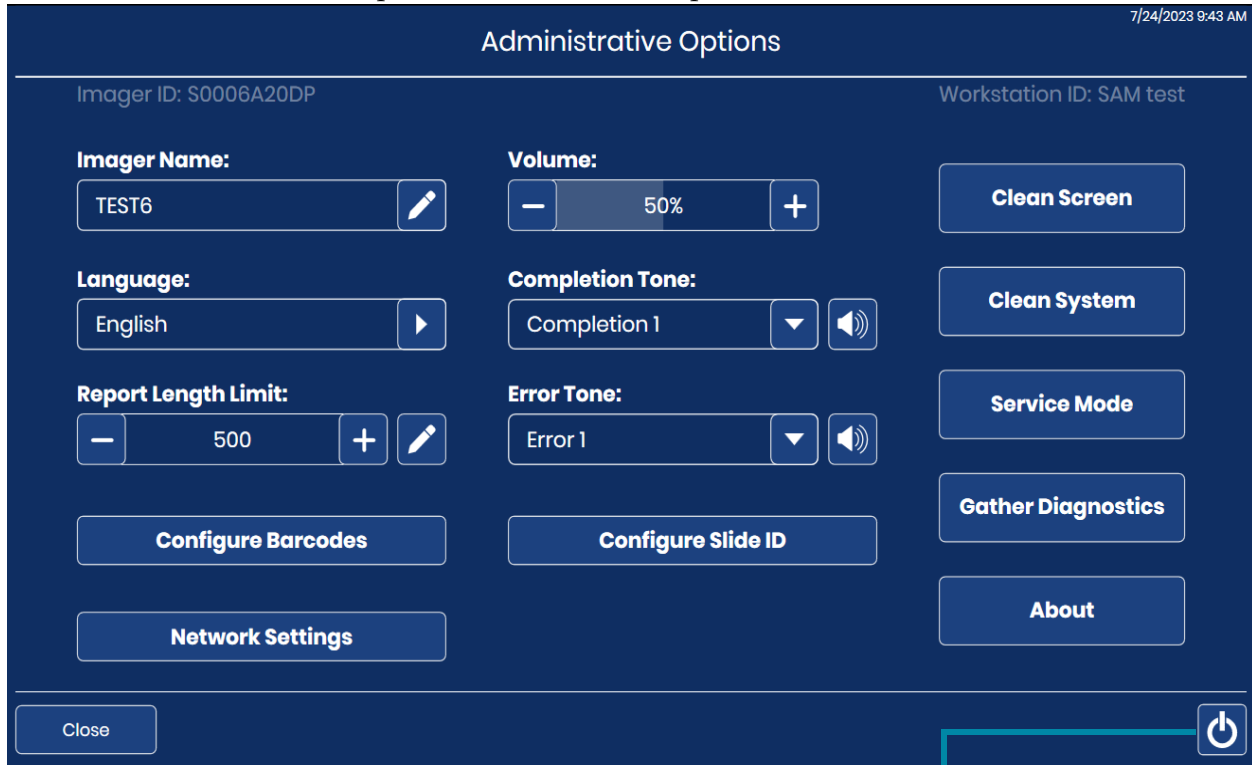 7/24/2023 9:43 AM
Administrative Options
Imager ID: S0006A20DP
Workstation ID: SAM test
Imager Name:
TEST6
Volume:
50%
Clean Screen
Language:
English
Completion Tone:
Completion 1
Clean System
Report Length Limit:
500
Error Tone:
Error 1
Service Mode
Gather Diagnostics
Configure Barcodes
Configure Slide ID
About
Network Settings
Close